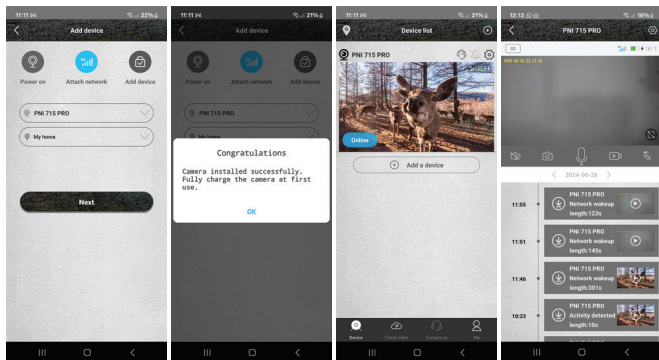 11:11
22%
Add device
Power on
Attach network
Add device
PNI 715 PRO
My home
Next
11:11
21%
Add device
Power on
Attach network
Add device
PNI 715 PRO
My home
Congratulations
Camera installed successfully.
Fully charge the camera at first
use.
OK
11:11
21%
Device list
PNI 715 PRO
Online
Add a device
Device
Cloud video
Contact us
Me
12:13
16%
PNI 715 PRO
SD
1
2024-06-26
11:55
PNI 715 PRO
Network wakeup
length:123s
11:51
PNI 715 PRO
Network wakeup
length:145s
11:46
PNI 715 PRO
Network wakeup
length:301s
10:23
PNI 715 PRO
Activity detected
length:10s